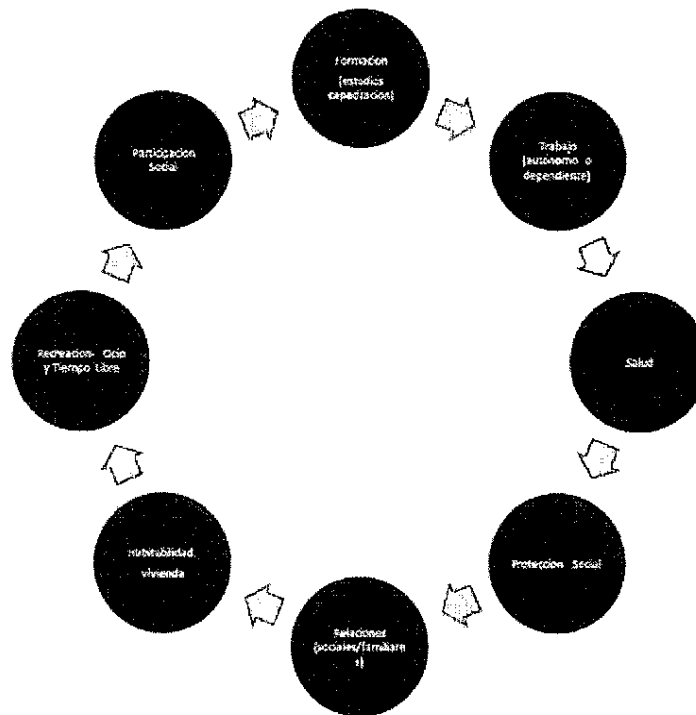 Formacion
(estudios
capacitacion)
Trabajo
(autónomo o
dependiente)
Salud
Proteccion Social
Relaciones
(sociales/familiare
s)
Habitabilidad
vivienda
Recreacion- Ocio
y Tiempo Libre
Participacion
Social